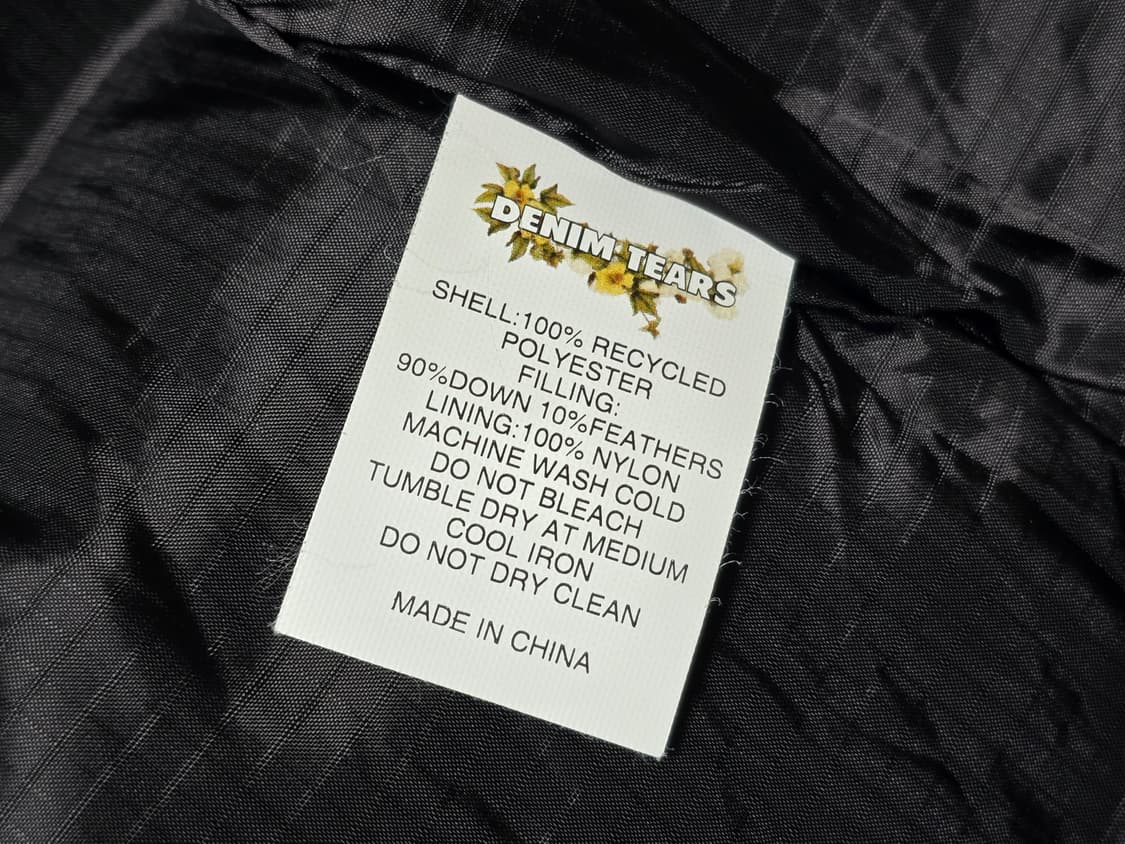 DENIM TEARS
SHELL:100% RECYCLED
POLYESTER
FILLING:
90%DOWN 10%FEATHERS
LINING:100% NYLON
MACHINE WASH COLD
DO NOT BLEACH
TUMBLE DRY AT MEDIUM
COOL IRON
DO NOT DRY CLEAN
MADE IN CHINA